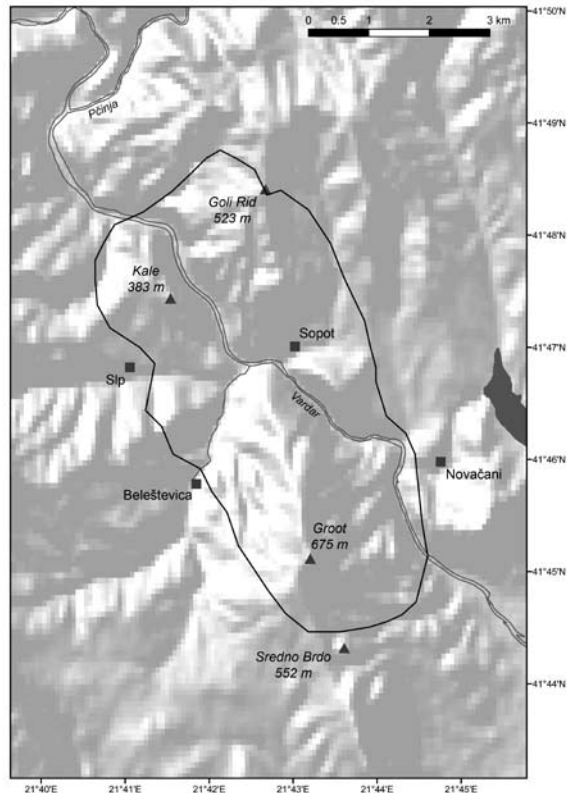 0 0.5 1 2 3 km
41°50'N
Pčinja
41°49'N
Goli Rid
523 m
41°48'N
Kale
383 m
Sopot
41°47'N
Slp
Vardar
41°46'N
Novačani
Beleštevica
Groot
675 m
41°45'N
Sredno Brdo
552 m
41°44'N
21°40'E 21°41'E 21°42'E 21°43'E 21°44'E 21°45'E